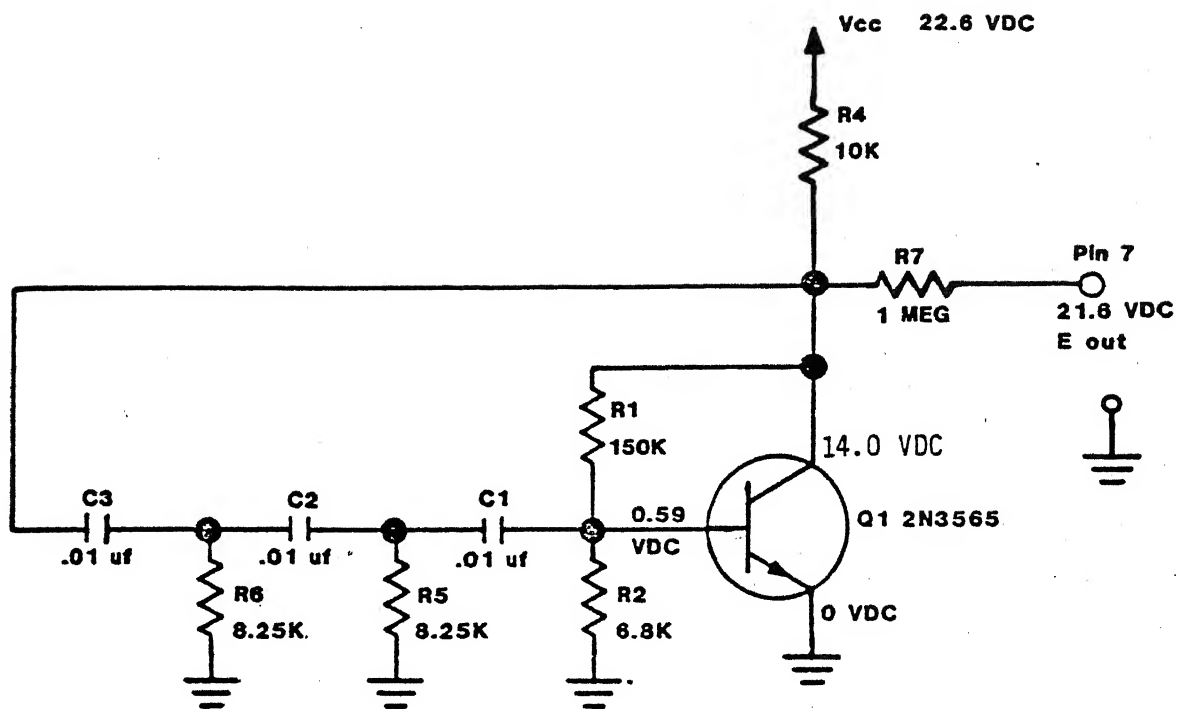 Vcc 22.6 VDC
R4
10K
R7
1 MEG
Pin 7
21.6 VDC
E out
R1
150K
14.0 VDC
C3
.01 uf
C2
.01 uf
C1
.01 uf
0.59
VDC
Q1 2N3565
R6
8.25K
R5
8.25K
R2
6.8K
0 VDC